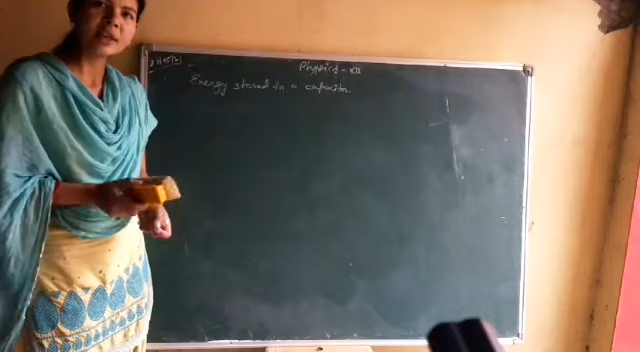 Physics - XII
Energy stored in a capacitor.